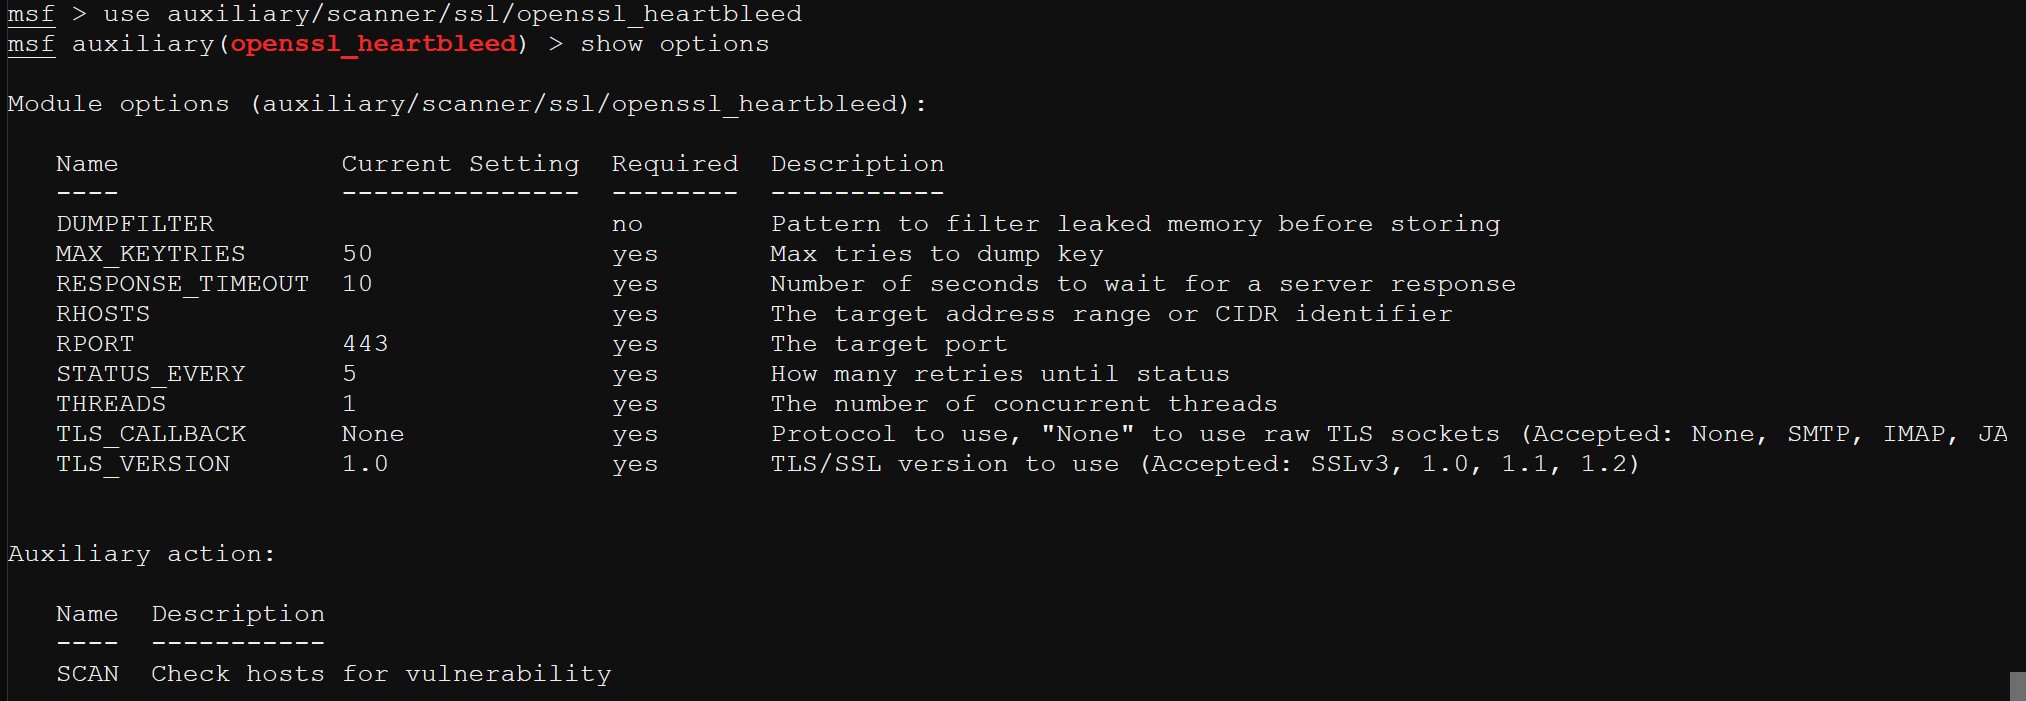 msf > use auxiliary/scanner/ssl/openssl_heartbleed
msf auxiliary(openssl_heartbleed) > show options
Module options (auxiliary/scanner/ssl/openssl_heartbleed):
Name Current Setting Required Description
---- --------------- -------- -----------
DUMPFILTER no Pattern to filter leaked memory before storing
MAX_KEYTRIES 50 yes Max tries to dump key
RESPONSE_TIMEOUT 10 yes Number of seconds to wait for a server response
RHOSTS yes The target address range or CIDR identifier
RPORT 443 yes The target port
STATUS_EVERY 5 yes How many retries until status
THREADS 1 yes The number of concurrent threads
TLS_CALLBACK None yes Protocol to use, "None" to use raw TLS sockets (Accepted: None, SMTP, IMAP, JA
TLS_VERSION 1.0 yes TLS/SSL version to use (Accepted: SSLv3, 1.0, 1.1, 1.2)
Auxiliary action:
Name Description
---- -----------
SCAN Check hosts for vulnerability